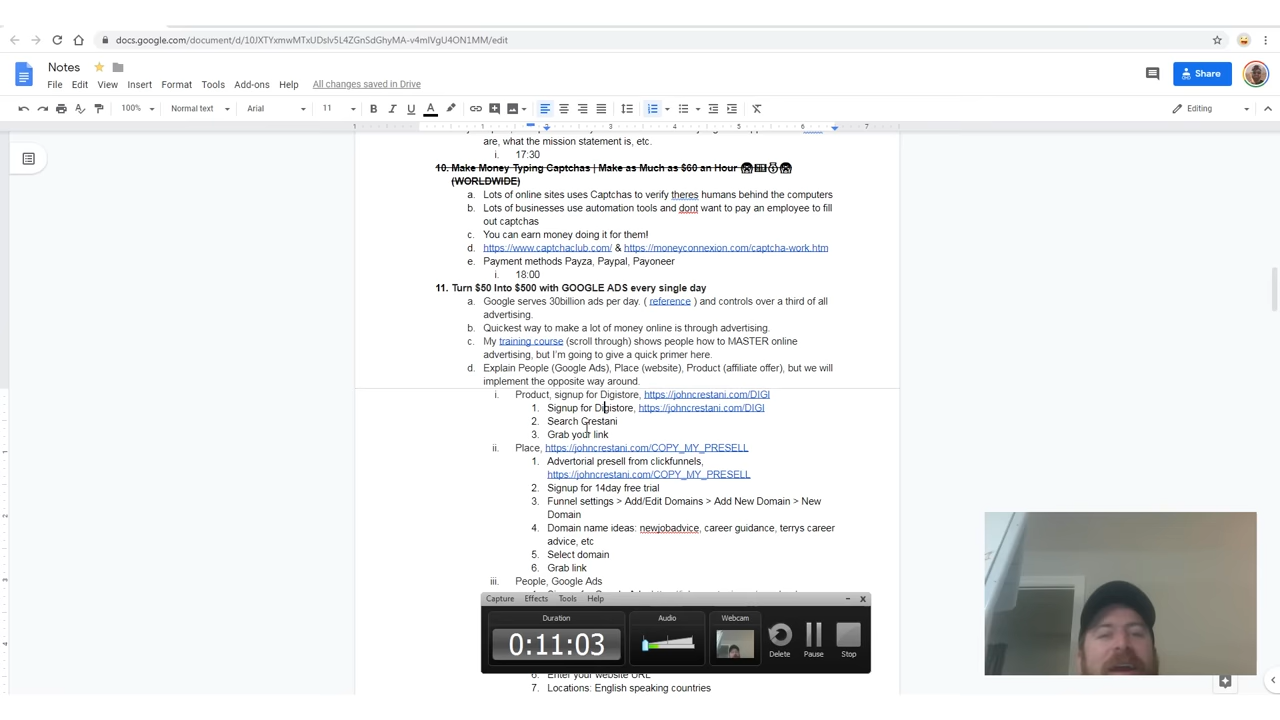 docs.google.com/document/d/10JXTYxmwMTxUDslv5L4ZGnSdGhyMA-v4mIVgU4ON1MM/edit
Notes
File Edit View Insert Format Tools Add-ons Help All changes saved in Drive
Share
100% Normal text Arial 11 Editing
1 1 2 3 4 5 6 7
are, what the mission statement is, etc.
i. 17:30
10. Make Money Typing Captchas | Make as Much as $60 an Hour
(WORLDWIDE)
a. Lots of online sites uses Captchas to verify theres humans behind the computers
b. Lots of businesses use automation tools and dont want to pay an employee to fill
out captchas
c. You can earn money doing it for them!
d. https://www.captchaclub.com/ & https://moneyconnexion.com/captcha-work.htm
e. Payment methods Payza, Paypal, Payoneer
i. 18:00
11. Turn $50 Into $500 with GOOGLE ADS every single day
a. Google serves 30billion ads per day. ( reference ) and controls over a third of all
advertising.
b. Quickest way to make a lot of money online is through advertising.
c. My training course (scroll through) shows people how to MASTER online
advertising, but I'm going to give a quick primer here.
d. Explain People (Google Ads), Place (website), Product (affiliate offer), but we will
implement the opposite way around.
i. Product, signup for Digistore, https://johncrestani.com/DIGI
1. Signup for Digistore, https://johncrestani.com/DIGI
2. Search Crestani
3. Grab your link
ii. Place, https://johncrestani.com/COPY_MY_PRESELL
1. Advertorial presell from clickfunnels,
https://johncrestani.com/COPY_MY_PRESELL
2. Signup for 14day free trial
3. Funnel settings > Add/Edit Domains > Add New Domain > New
Domain
4. Domain name ideas: newjobadvice, career guidance, terrys career
advice, etc
5. Select domain
6. Grab link
iii. People, Google Ads
Capture Effects Tools Help
Duration Audio Webcam
0:11:03
Delete Pause Stop
6. Enter your website URL
7. Locations: English speaking countries